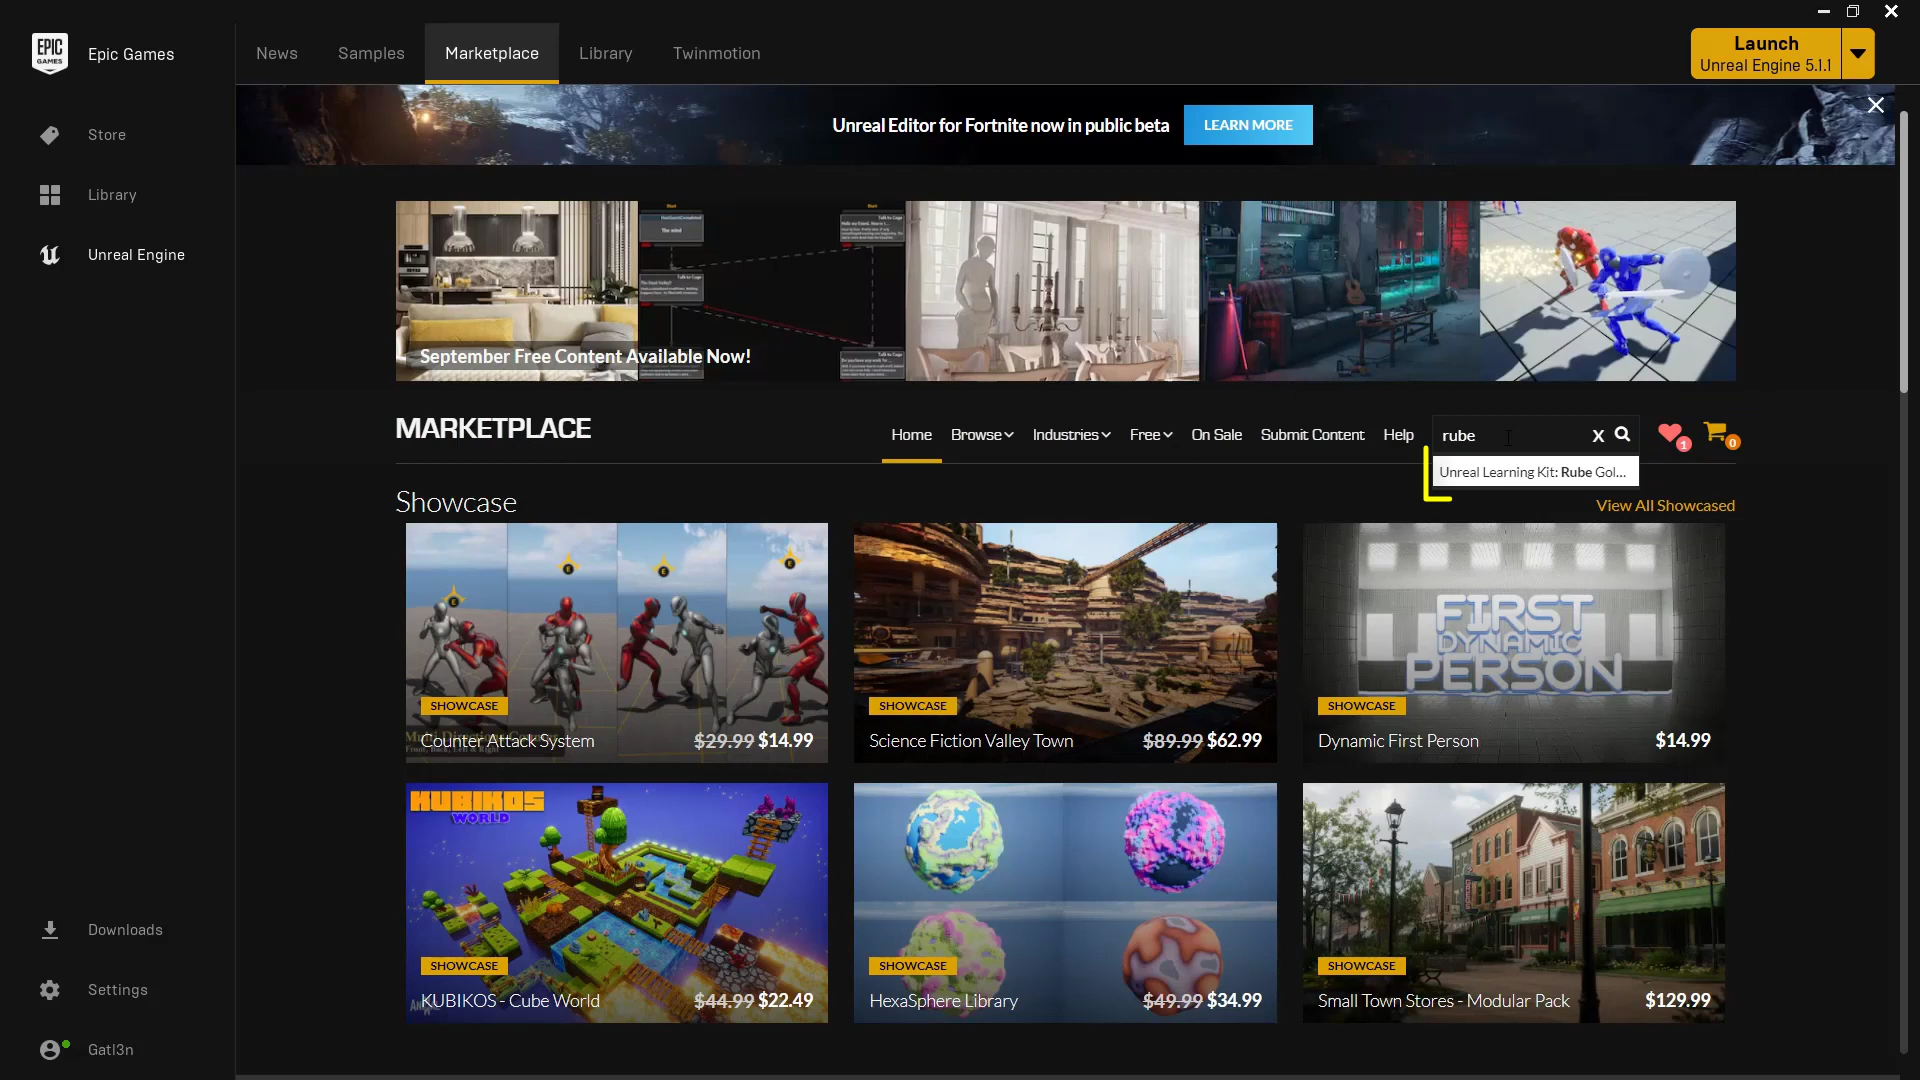 EPIC
GAMES
Epic Games
News
Samples
Marketplace
Library
Twinmotion
Launch
Unreal Engine 5.1.1
Store
Library
Unreal Engine
Unreal Editor for Fortnite now in public beta
LEARN MORE
September Free Content Available Now!
MARKETPLACE
Home
Browse
Industries
Free
On Sale
Submit Content
Help
rube
X
1
0
Unreal Learning Kit: Rube Gol...
Showcase
View All Showcased
E
E
E
E
SHOWCASE
Counter Attack System
$29.99 $14.99
SHOWCASE
Science Fiction Valley Town
$89.99 $62.99
FIRST
DYNAMIC
PERSON
SHOWCASE
Dynamic First Person
$14.99
KUBIKOS
WORLD
SHOWCASE
KUBIKOS - Cube World
$44.99 $22.49
SHOWCASE
HexaSphere Library
$49.99 $34.99
SHOWCASE
Small Town Stores - Modular Pack
$129.99
Downloads
Settings
Gatl3n